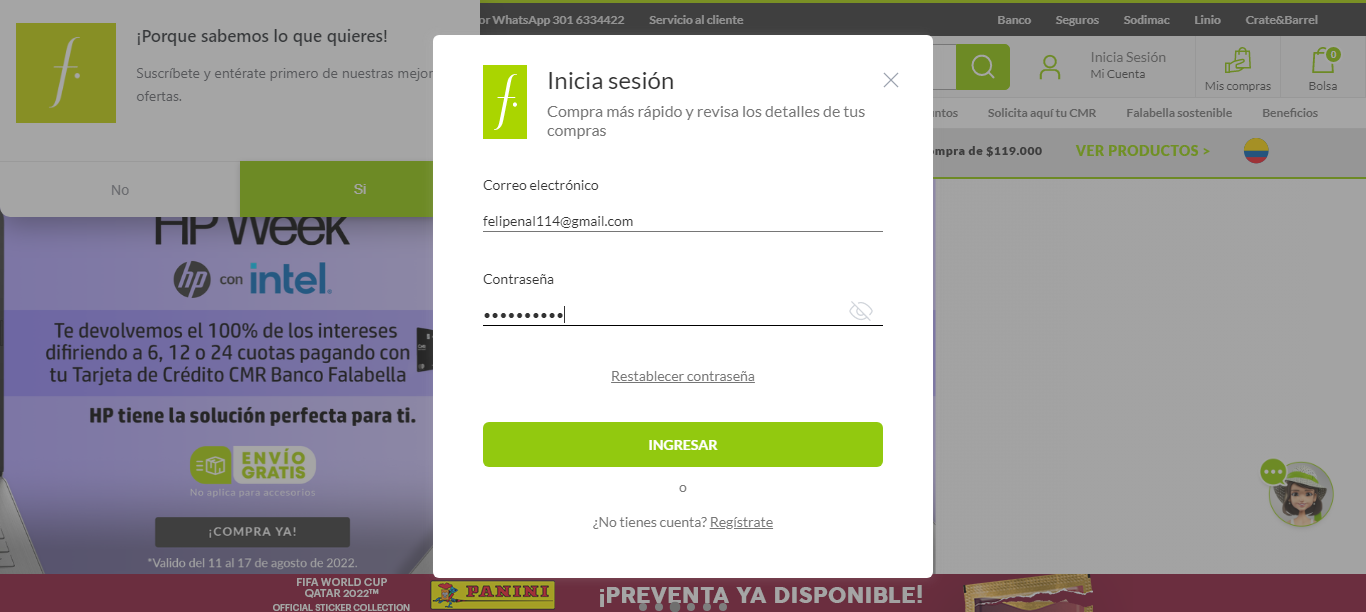 or WhatsApp 301 6334422
Servicio al cliente
Banco
Seguros
Sodimac
Linio
Crate&Barrel
¡Porque sabemos lo que quieres!
Suscríbete y entérate primero de nuestras mejor
ofertas.
No
Si
Inicia Sesión
Mi Cuenta
Mis compras
0
Bolsa
Solicita aquí tu CMR
Falabella sostenible
Beneficios
mpra de $119.000
VER PRODUCTOS >
f.
Inicia sesión
Compra más rápido y revisa los detalles de tus
compras
Correo electrónico
felipenal114@gmail.com
Contraseña
••••••••••
Restablecer contraseña
INGRESAR
o
¿No tienes cuenta? Regístrate
HP Week
hp con intel.
Te devolvemos el 100% de los intereses
difiriendo a 6, 12 o 24 cuotas pagando con
tu Tarjeta de Crédito CMR Banco Falabella
HP tiene la solución perfecta para ti.
ENVÍO
GRATIS
No aplica para accesorios
¡COMPRA YA!
*Valido del 11 al 17 de agosto de 2022.
FIFA WORLD CUP
QATAR 2022™
OFFICIAL STICKER COLLECTION
PANINI
¡PREVENTA YA DISPONIBLE!